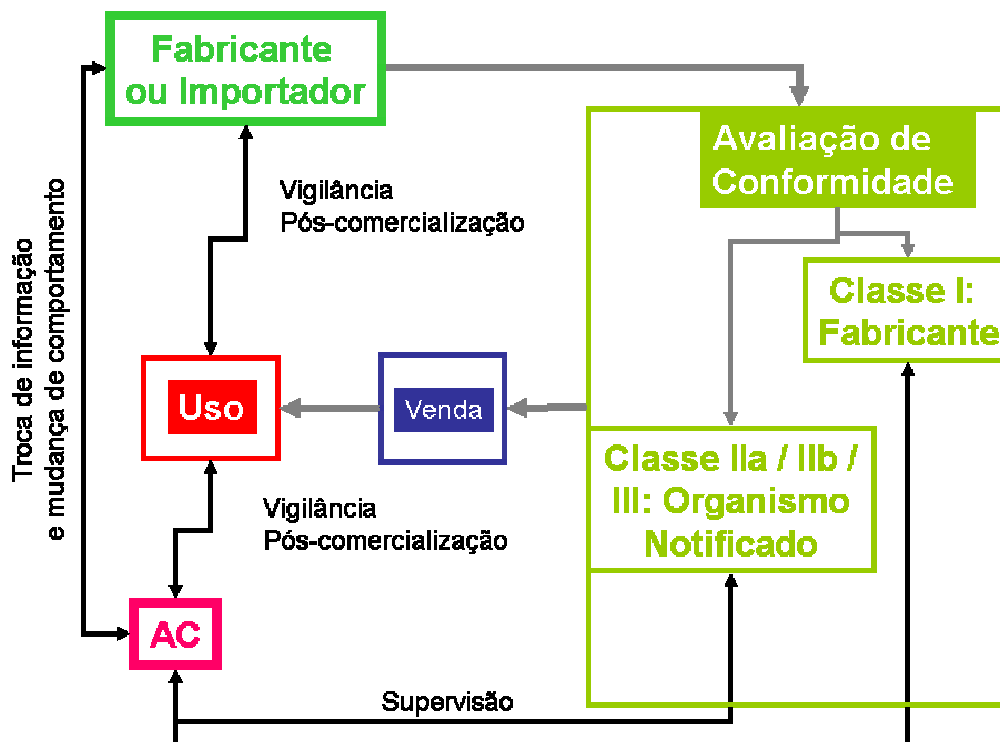 Fabricante
ou Importador
Avaliação de
Conformidade
Vigilância
Pós-comercialização
Troca de informação
e mudança de comportamento
Classe I:
Fabricante
Uso
Venda
Classe IIa / IIb /
III: Organismo
Notificado
Vigilância
Pós-comercialização
AC
Supervisão